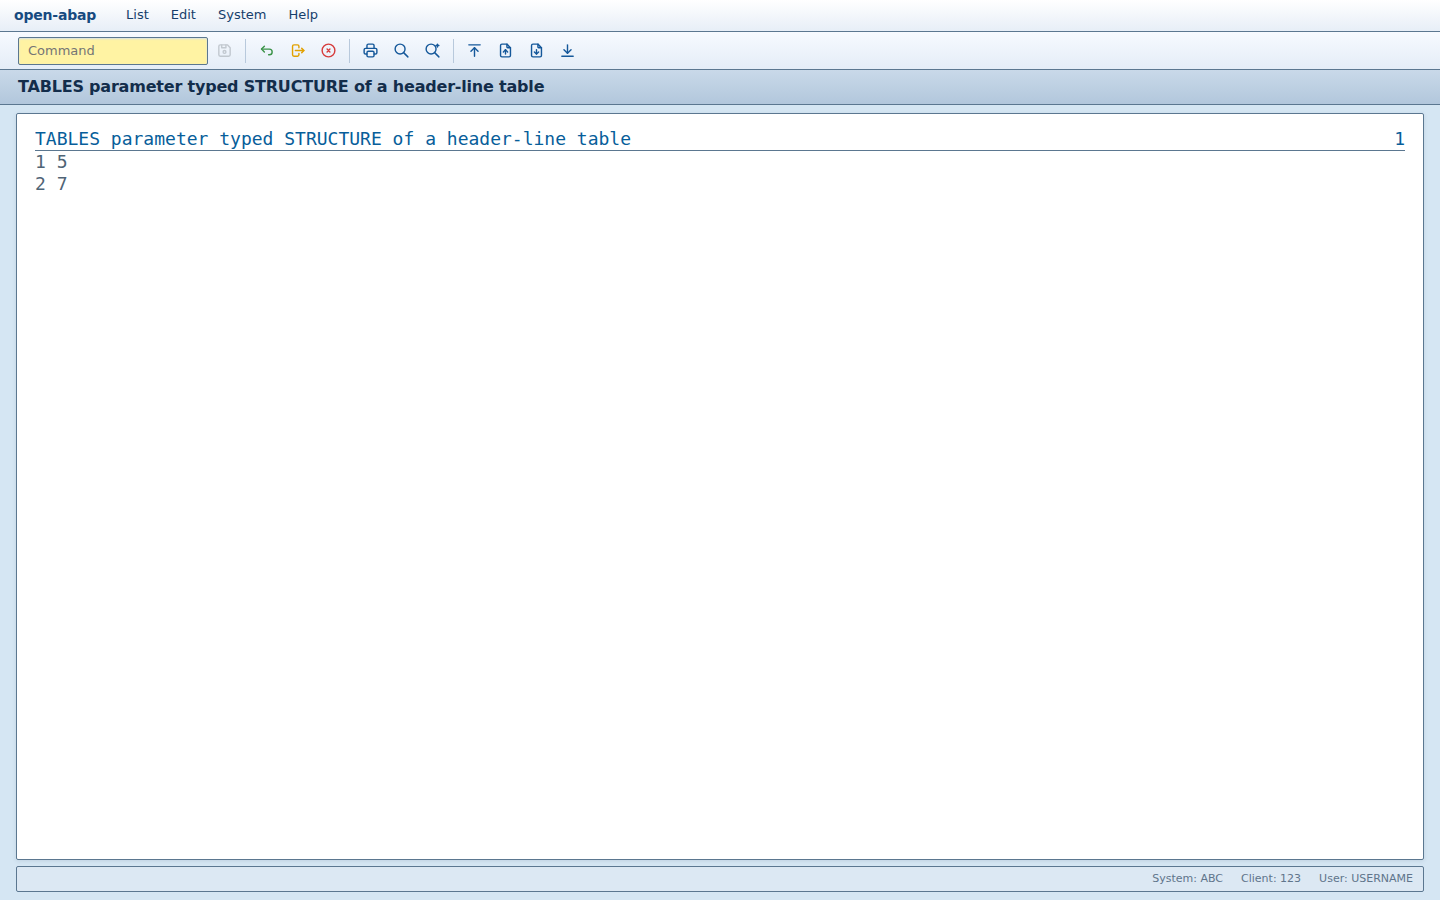 open-abap List Edit System Help
Command
TABLES parameter typed STRUCTURE of a header-line table
TABLES parameter typed STRUCTURE of a header-line table 1
1 5
2 7
System: ABC Client: 123 User: USERNAME